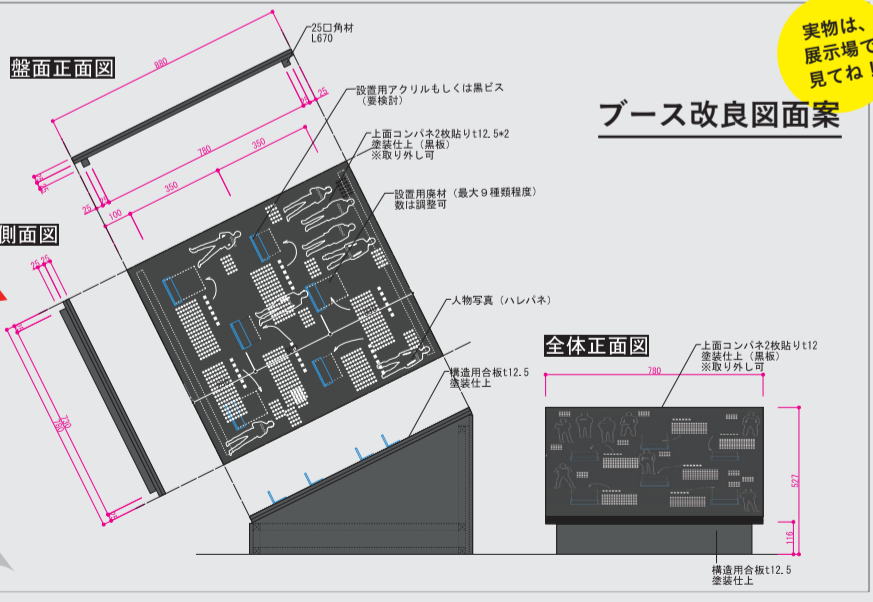 実物は、
展示場で
見てね！
ブース改良図面案
盤面正面図
25口角材
L670
880
設置用アクリルもしくは黒ビス
（要検討）
25
25
上面コンパネ2枚貼りt12.5*2
塗装仕上（黒板）
※取り外し可
780
350
350
100
25
設置用廃材（最大９種類程度）
数は調整可
側面図
25 25
人物写真（ハレパネ）
全体正面図
上面コンパネ2枚貼りt12
塗装仕上（黒板）
※取り外し可
780
構造用合板t12.5
塗装仕上
527
116
構造用合板t12.5
塗装仕上